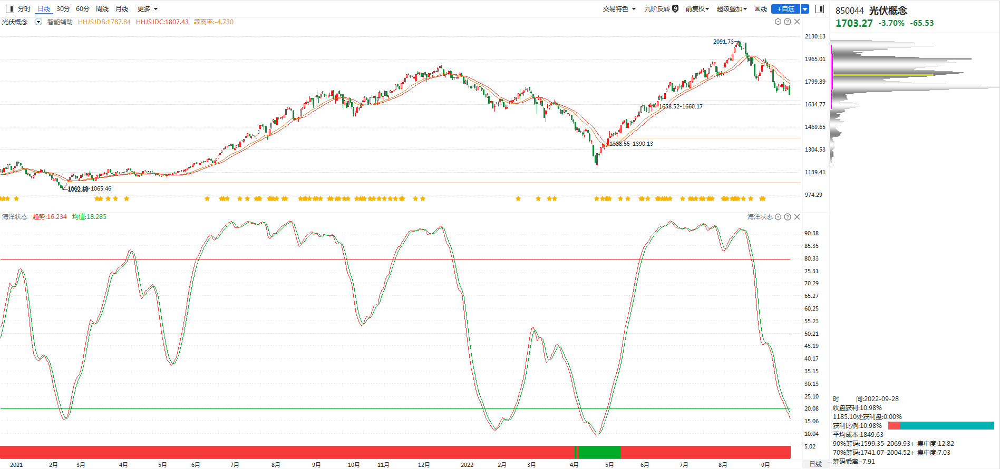 分时 日线 30分 60分 周线 月线 更多 交易特色 九阶反转 9 前复权 超级叠加 画线 +自选
850044 光伏概念
1703.27 -3.70% -65.53
光伏概念 智能辅助 HHJSJDB:1787.84 HHJSJDC:1807.43 乖离率:-4.730
2130.13
2091.73
1965.01
1799.89
1634.77
1658.52-1660.17
1469.65
1388.55-1390.13
1304.53
1139.41
1060.18-1065.46
1012.69
974.29
海洋状态 趋势:16.234 均值:18.285 海洋状态
90.38
85.35
80.33
75.31
70.29
65.27
60.25
55.23
50.21
45.19
40.17
35.15
30.13
25.10
20.08
15.06
10.04
5.02
时 间:2022-09-28
收盘获利:10.98%
1185.10处获利盘:0.00%
获利比例:10.98%
平均成本:1849.63
90%筹码:1599.35-2069.93+ 集中度:12.82
70%筹码:1741.07-2004.52+ 集中度:7.03
筹码乖离:-7.91
2021 2月 3月 4月 5月 6月 7月 8月 9月 10月 11月 12月 2022 2月 3月 4月 5月 6月 7月 8月 9月 日线